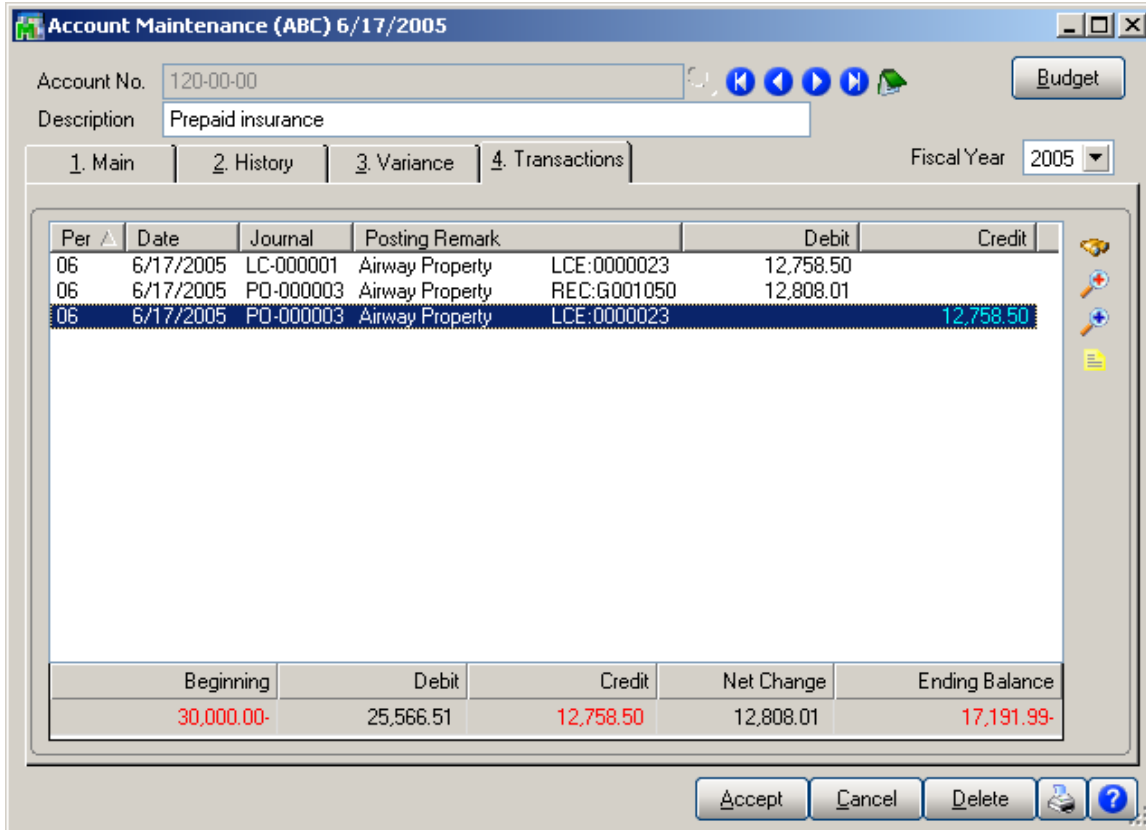 Account Maintenance (ABC) 6/17/2005
Account No. 120-00-00 Budget
Description Prepaid insurance
1. Main 2. History 3. Variance 4. Transactions Fiscal Year 2005
Per Date Journal Posting Remark Debit Credit
06 6/17/2005 LC-000001 Airway Property LCE:0000023 12,758.50
06 6/17/2005 PO-000003 Airway Property REC:G001050 12,808.01
06 6/17/2005 PO-000003 Airway Property LCE:0000023 12,758.50
Beginning Debit Credit Net Change Ending Balance
30,000.00- 25,566.51 12,758.50 12,808.01 17,191.99-
Accept Cancel Delete ?